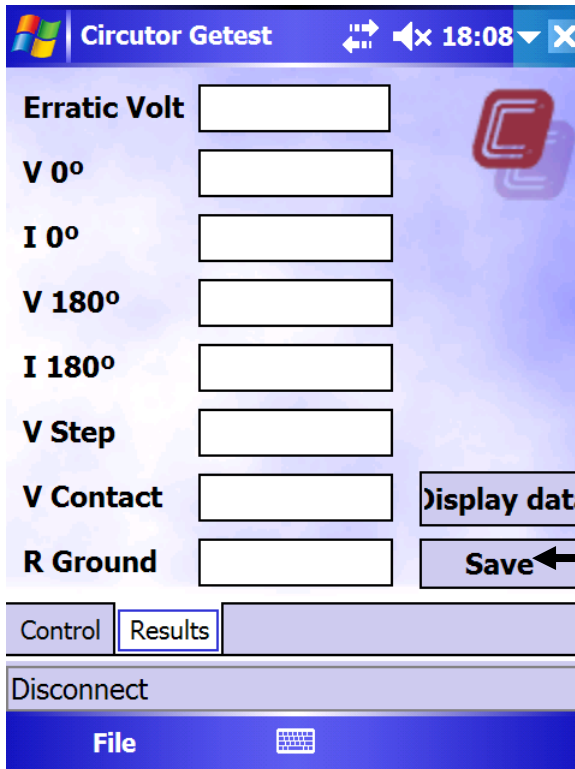 Circutor Getest 18:08
Erratic Volt
V 0º
I 0º
V 180º
I 180º
V Step
V Contact
Display dat
R Ground
Save
Control Results
Disconnect
File